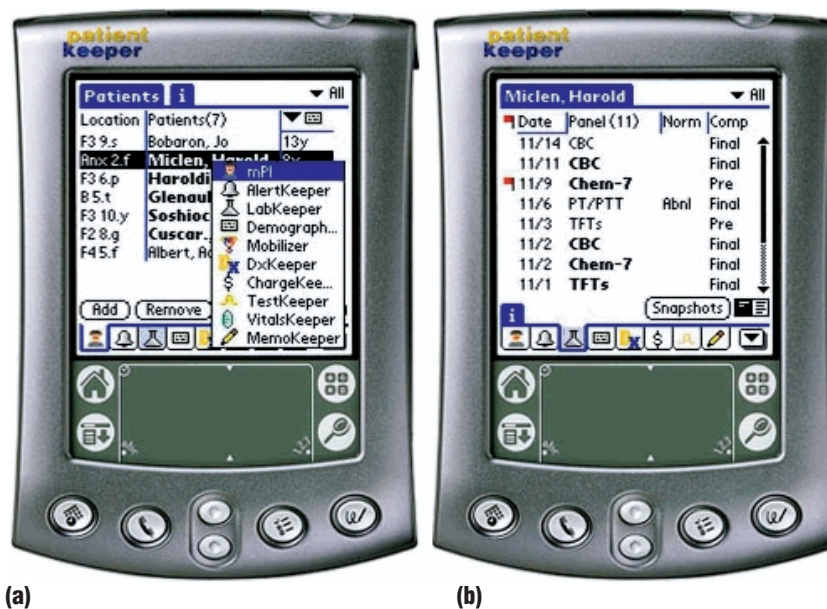 patient
keeper
Patients i All
Location Patients(7)
F3 9.s Bobaron, Jo 13y
Anx 2.f Miclen, Harold
F3 6.p Haroldi
B 5.t Glenaul
F3 10.y Soshioc
F2 8.g Cuscar..
F4 5.f Albert,
mPI
AlertKeeper
LabKeeper
Demograph...
Mobilizer
DxKeeper
ChargeKee...
TestKeeper
VitalsKeeper
MemoKeeper
Add Remove
(a)
patient
keeper
Miclen, Harold All
Date Panel (11) Norm Comp
11/14 CBC Final
11/11 CBC Final
11/9 Chem-7 Pre
11/6 PT/PTT Abnl Final
11/3 TFTs Pre
11/2 CBC Final
11/2 Chem-7 Final
11/1 TFTs Final
i Snapshots
(b)